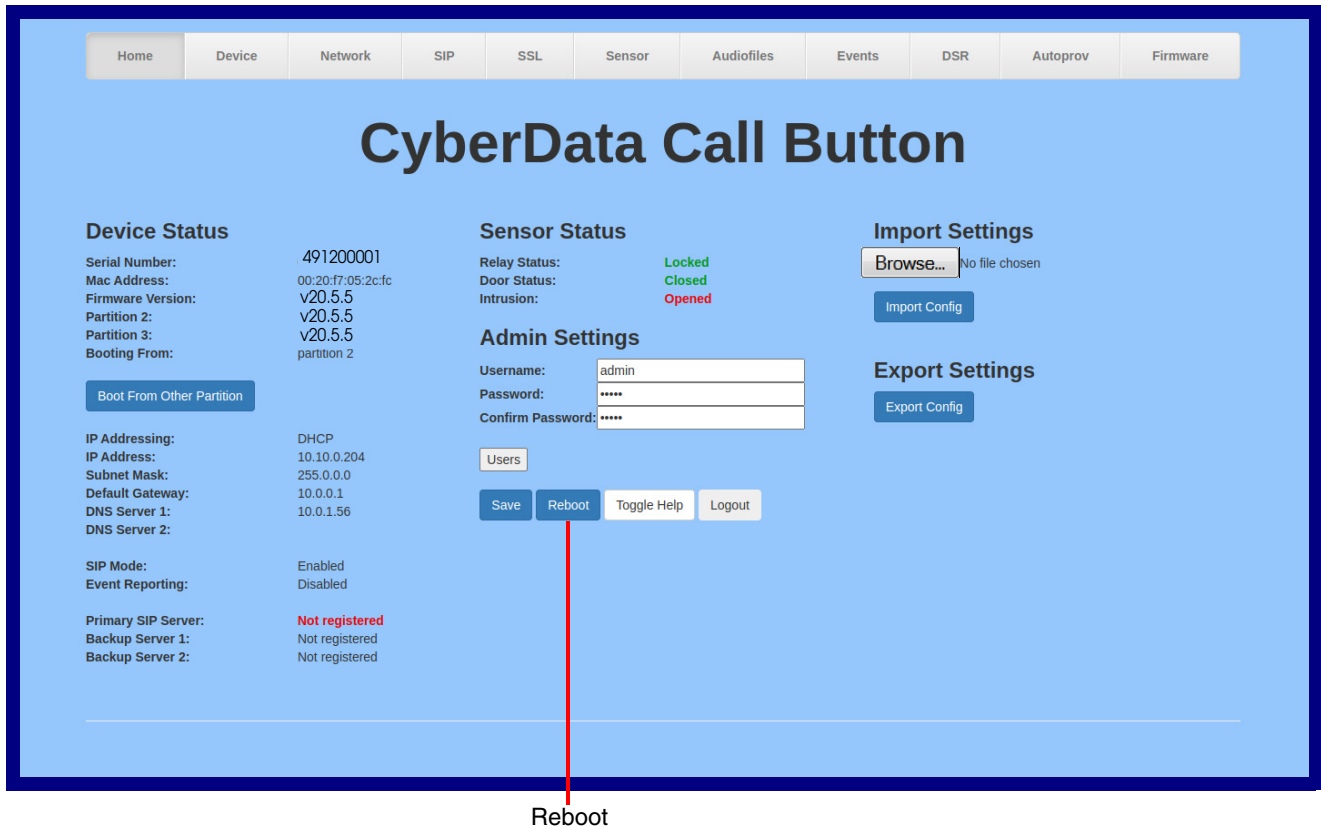 Home Device Network SIP SSL Sensor Audiofiles Events DSR Autoprov Firmware
CyberData Call Button
Device Status
Serial Number: 491200001
Mac Address: 00:20:f7:05:2c:fc
Firmware Version: v20.5.5
Partition 2: v20.5.5
Partition 3: v20.5.5
Booting From: partition 2
Boot From Other Partition
IP Addressing: DHCP
IP Address: 10.10.0.204
Subnet Mask: 255.0.0.0
Default Gateway: 10.0.0.1
DNS Server 1: 10.0.1.56
DNS Server 2:
SIP Mode: Enabled
Event Reporting: Disabled
Primary SIP Server: Not registered
Backup Server 1: Not registered
Backup Server 2: Not registered
Sensor Status
Relay Status: Locked
Door Status: Closed
Intrusion: Opened
Admin Settings
Username: admin
Password: •••••
Confirm Password: •••••
Users
Save Reboot Toggle Help Logout
Import Settings
Browse... No file chosen
Import Config
Export Settings
Export Config
Reboot